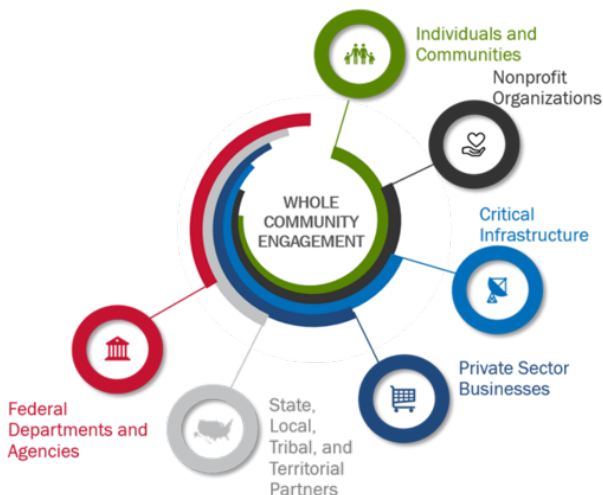 Individuals and
Communities
Nonprofit
Organizations
WHOLE
COMMUNITY
ENGAGEMENT
Critical
Infrastructure
Private Sector
Businesses
State,
Local,
Tribal, and
Territorial
Partners
Federal
Departments and
Agencies